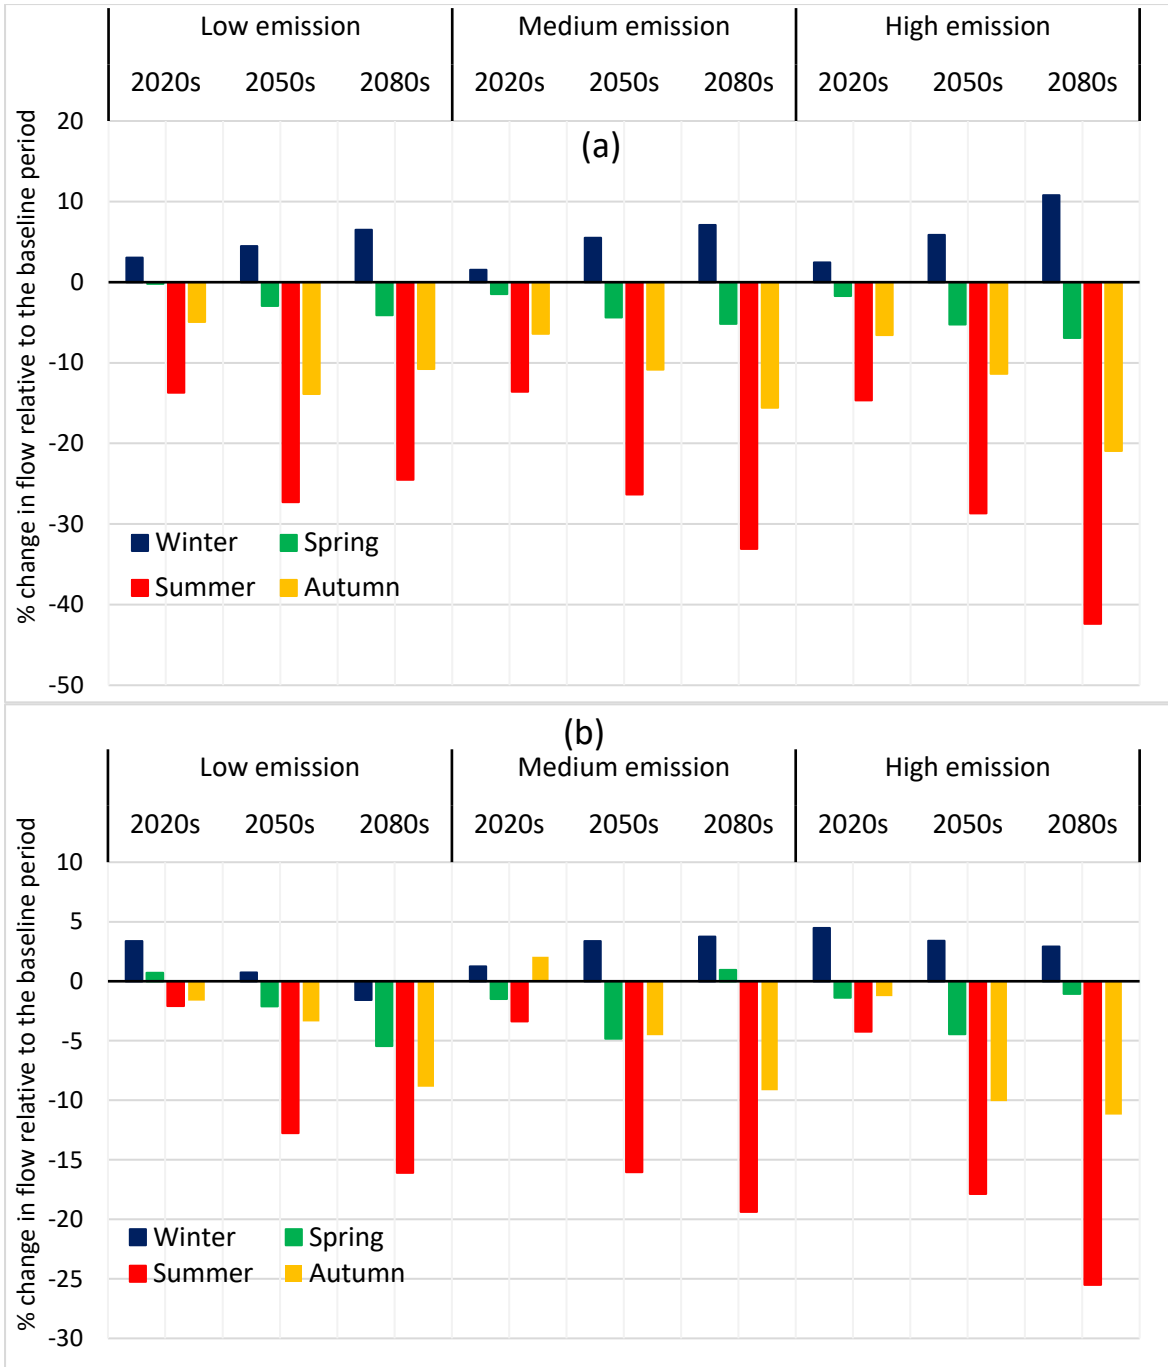 Low emission Medium emission High emission
2020s 2050s 2080s 2020s 2050s 2080s 2020s 2050s 2080s
% change in flow relative to the baseline period
(a)
20
10
0
-10
-20
-30
-40
-50
Winter Spring
Summer Autumn
(b)
Low emission Medium emission High emission
2020s 2050s 2080s 2020s 2050s 2080s 2020s 2050s 2080s
% change in flow relative to the baseline period
10
5
0
-5
-10
-15
-20
-25
-30
Winter Spring
Summer Autumn